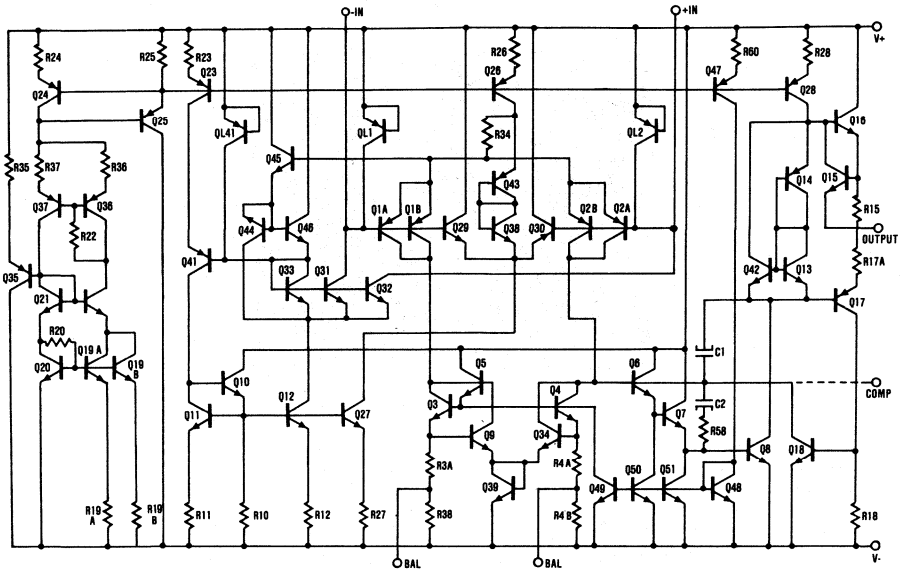 -IN
+IN
V+
R24
R25
R23
R26
R60
R28
Q24
Q23
Q26
Q47
Q28
Q16
Q25
QL41
QL1
QL2
R34
R35
R37
R36
Q45
Q43
Q14
Q15
Q37
Q36
Q1A
Q1B
Q2B
Q2A
R15
R22
Q44
Q46
Q29
Q38
Q30
OUTPUT
Q35
Q41
Q33
Q31
Q32
Q42
Q13
R17A
Q21
Q17
R20
C1
Q20
Q19 A
Q19 B
Q10
Q5
Q6
COMP
Q11
Q12
Q27
Q3
Q4
Q7
C2
R58
Q9
Q34
Q8
Q18
R3A
R4A
Q39
Q49
Q50
Q51
Q48
R19 A
R19 B
R11
R10
R12
R27
R38
R4B
R18
V-
BAL
BAL